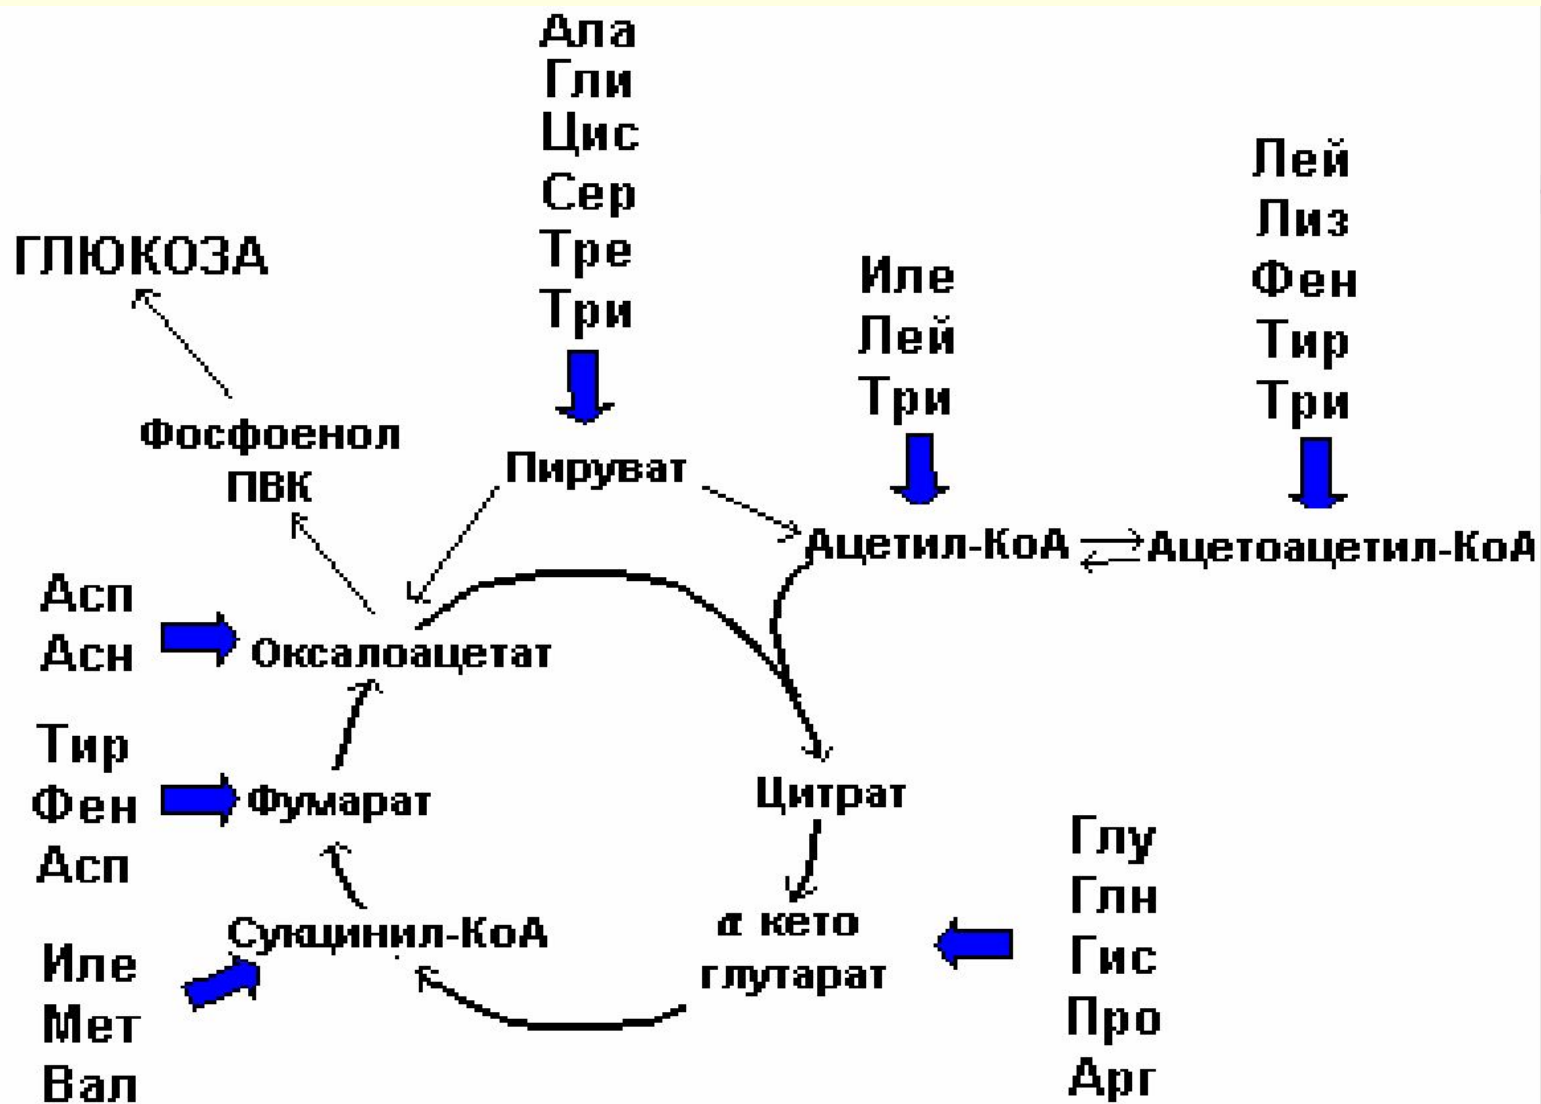 Ала
Гли
Цис
Сер
Тре
Три
Лей
Лиз
Фен
Тир
Три
Иле
Лей
Три
ГЛЮКОЗА
Фосфоенол
ПВК
Пируват
Ацетил-КоА
Ацетоацетил-КоА
Асп
Асн
Оксалоацетат
Тир
Фен
Асп
Фумарат
Цитрат
Иле
Мет
Вал
Сукцинил-КоА
α кето
глутарат
Глу
Глн
Гис
Про
Арг